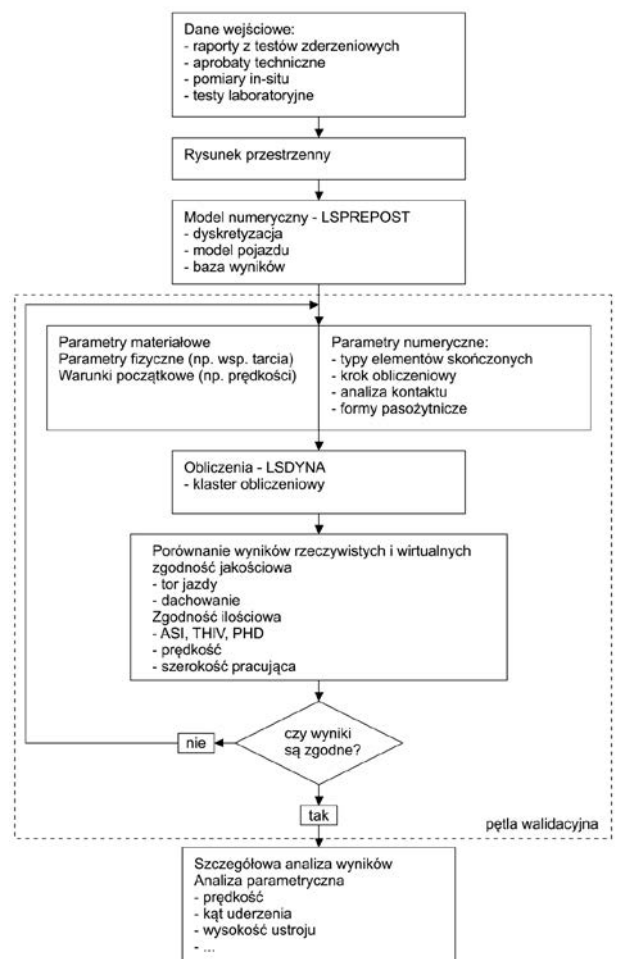 Dane wejściowe:
- raporty z testów zderzeniowych
- aprobaty techniczne
- pomiary in-situ
- testy laboratoryjne
Rysunek przestrzenny
Model numeryczny - LSPREPOST
- dyskretyzacja
- model pojazdu
- baza wyników
Parametry materiałowe
Parametry fizyczne (np. wsp. tarcia)
Warunki początkowe (np. prędkości)
Parametry numeryczne:
- typy elementów skończonych
- krok obliczeniowy
- analiza kontaktu
- formy pasożytnicze
Obliczenia - LSDYNA
- klaster obliczeniowy
Porównanie wyników rzeczywistych i wirtualnych
zgodność jakościowa
- tor jazdy
- dachowanie
Zgodność ilościowa
- ASI, THIV, PHD
- prędkość
- szerokość pracująca
czy wyniki
są zgodne?
nie
tak
pętla walidacyjna
Szczegółowa analiza wyników
Analiza parametryczna
- prędkość
- kąt uderzenia
- wysokość ustroju
- ...